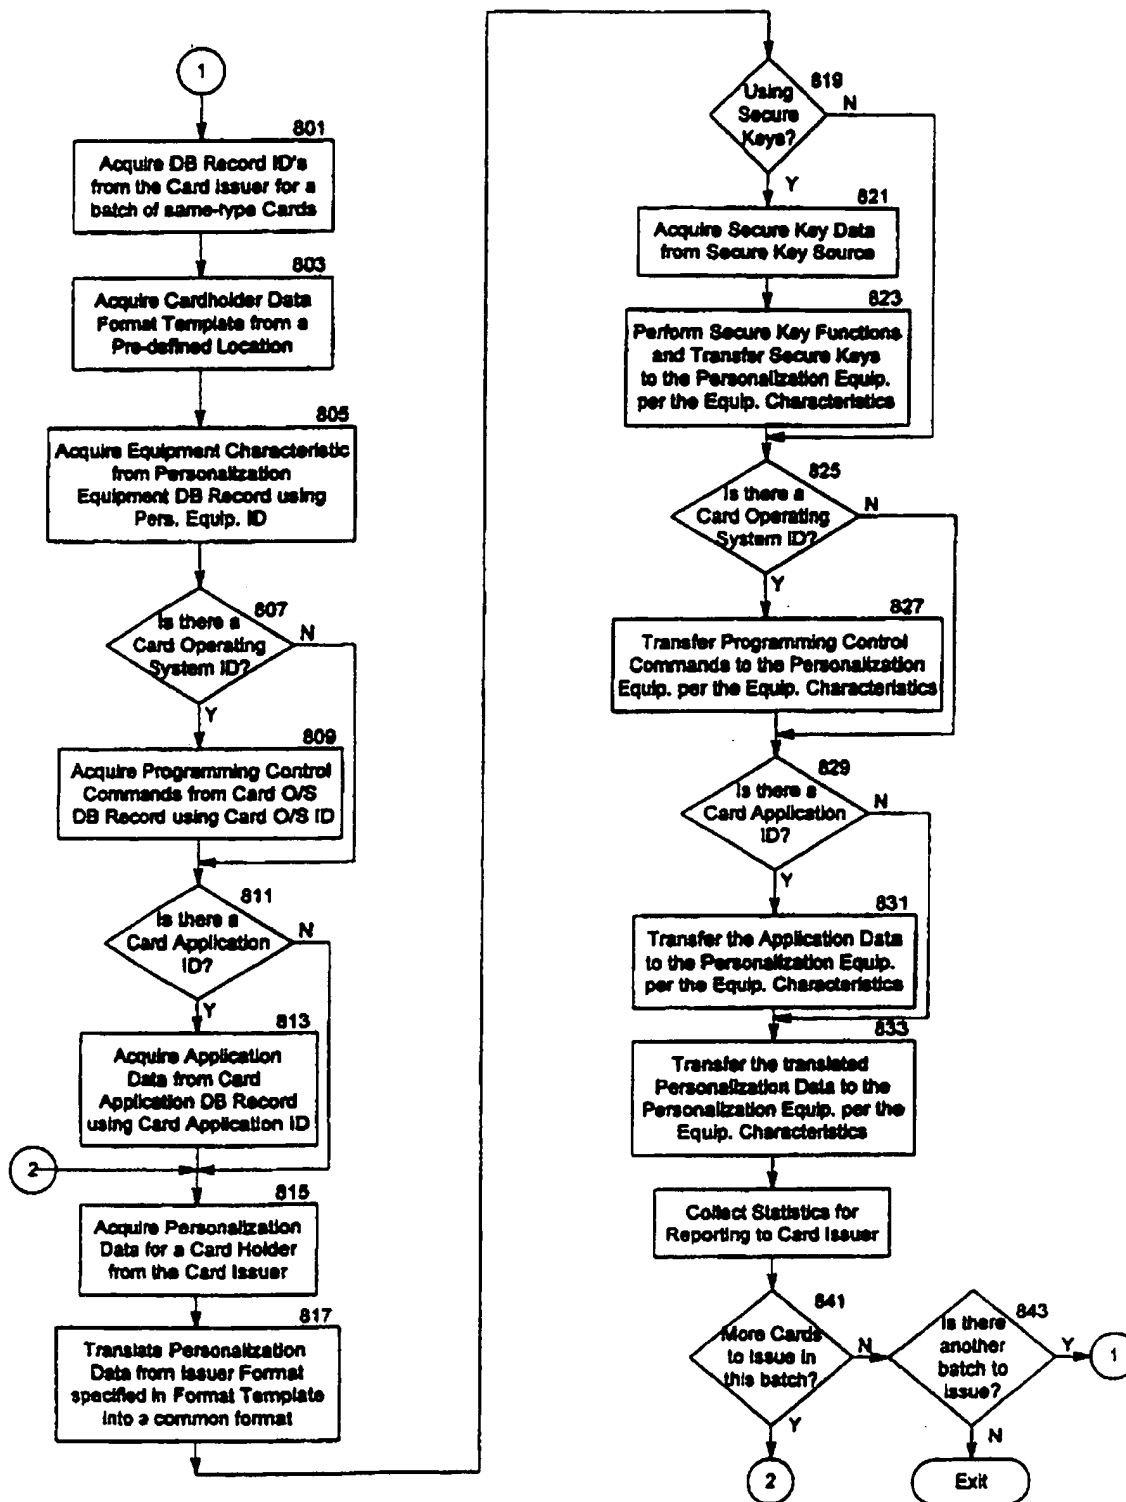 1
801
Acquire DB Record ID's
from the Card Issuer for a
batch of same-type Cards
803
Acquire Cardholder Data
Format Template from a
Pre-defined Location
805
Acquire Equipment Characteristic
from Personalization
Equipment DB Record using
Pers. Equip. ID
807
Is there a
Card Operating
System ID?
N
Y
809
Acquire Programming Control
Commands from Card O/S
DB Record using Card O/S ID
811
Is there a
Card Application
ID?
N
Y
813
Acquire Application
Data from Card
Application DB Record
using Card Application ID
2
815
Acquire Personalization
Data for a Card Holder
from the Card Issuer
817
Translate Personalization
Data from Issuer Format
specified in Format Template
into a common format
819
Using
Secure
Keys?
N
Y
821
Acquire Secure Key Data
from Secure Key Source
823
Perform Secure Key Functions
and Transfer Secure Keys
to the Personalization Equip.
per the Equip. Characteristics
825
Is there a
Card Operating
System ID?
N
Y
827
Transfer Programming Control
Commands to the Personalization
Equip. per the Equip. Characteristics
829
Is there a
Card Application
ID?
N
Y
831
Transfer the Application Data
to the Personalization Equip.
per the Equip. Characteristics
833
Transfer the translated
Personalization Data to the
Personalization Equip. per the
Equip. Characteristics
Collect Statistics for
Reporting to Card Issuer
841
More Cards
to issue in
this batch?
N
Y
2
843
Is there
another
batch to
issue?
Y
1
N
Exit